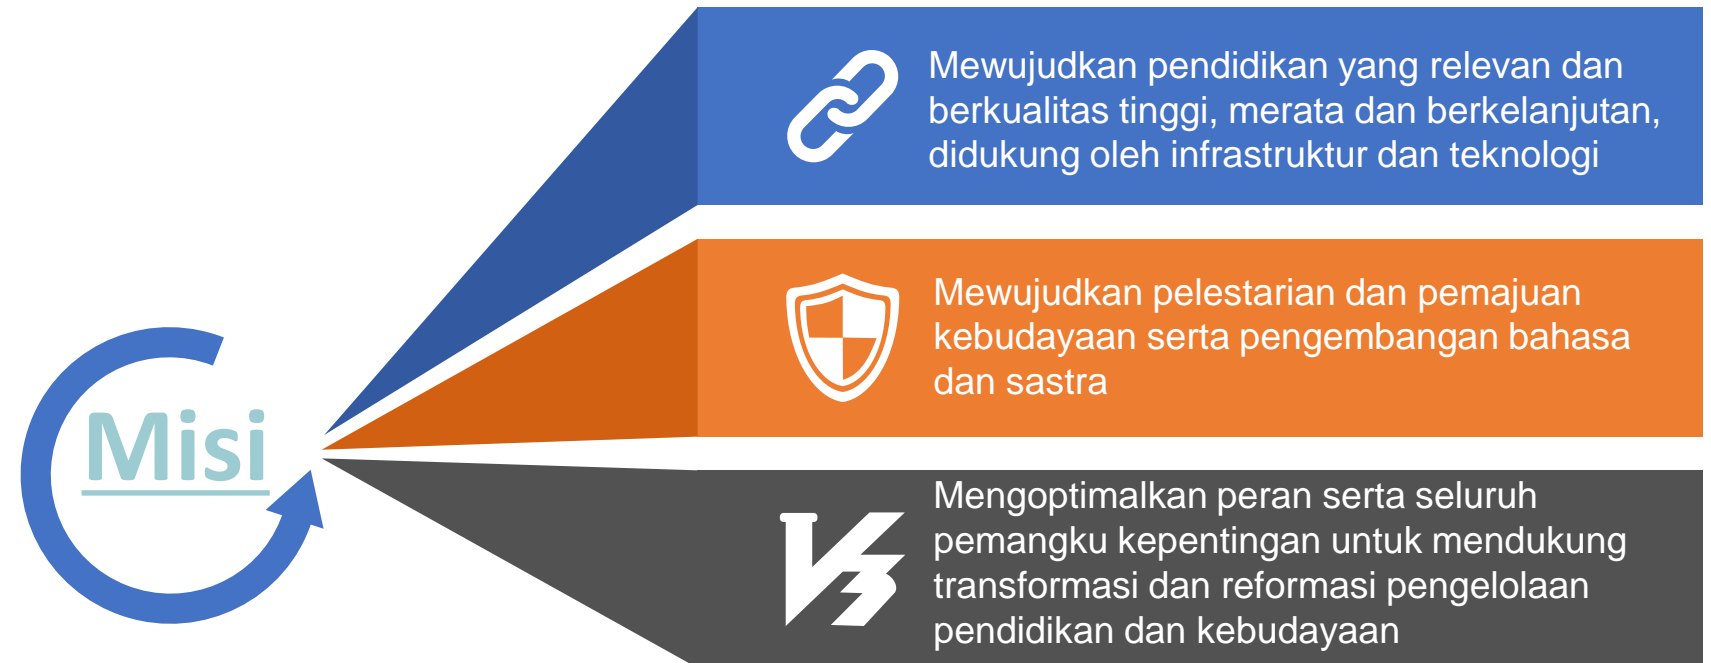 Misi
Mewujudkan pendidikan yang relevan dan
berkualitas tinggi, merata dan berkelanjutan,
didukung oleh infrastruktur dan teknologi
Mewujudkan pelestarian dan pemajuan
kebudayaan serta pengembangan bahasa
dan sastra
Mengoptimalkan peran serta seluruh
pemangku kepentingan untuk mendukung
transformasi dan reformasi pengelolaan
pendidikan dan kebudayaan